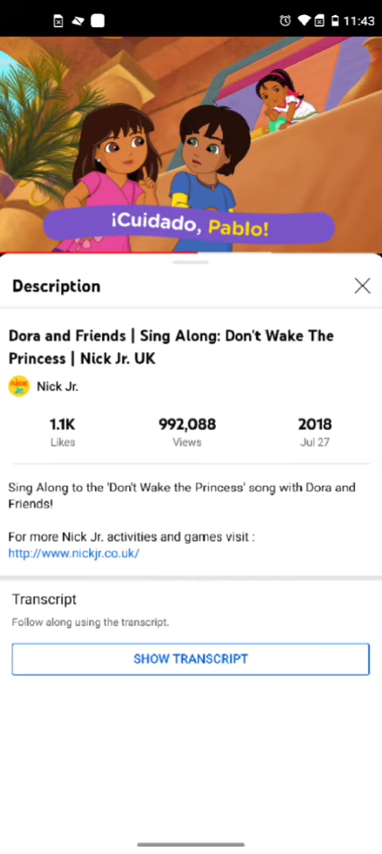 11:43
¡Cuidado, Pablo!
Description
Dora and Friends | Sing Along: Don't Wake The
Princess | Nick Jr. UK
nick jr.
Nick Jr.
1.1K 992,088 2018
Likes Views Jul 27
Sing Along to the 'Don't Wake the Princess' song with Dora and
Friends!
For more Nick Jr. activities and games visit :
http://www.nickjr.co.uk/
Transcript
Follow along using the transcript.
SHOW TRANSCRIPT